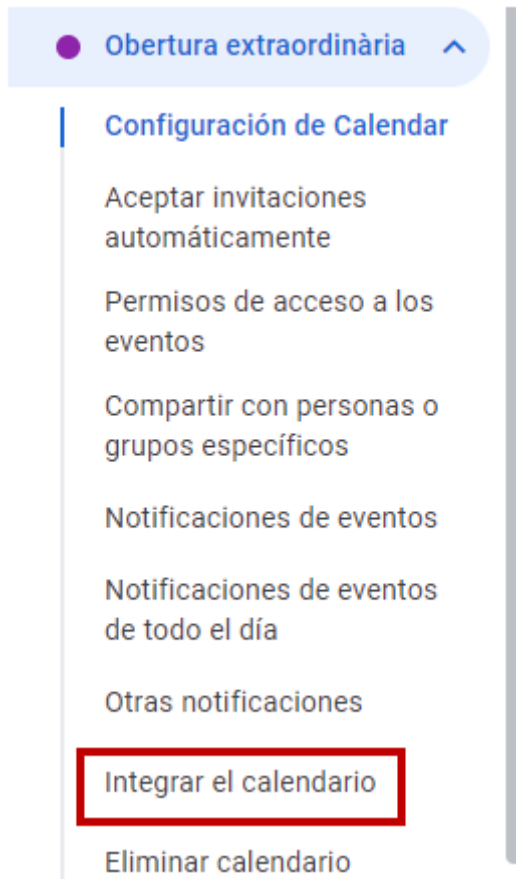 Obertura extraordinària
Configuración de Calendar
Aceptar invitaciones
automáticamente
Permisos de acceso a los
eventos
Compartir con personas o
grupos específicos
Notificaciones de eventos
Notificaciones de eventos
de todo el día
Otras notificaciones
Integrar el calendario
Eliminar calendario